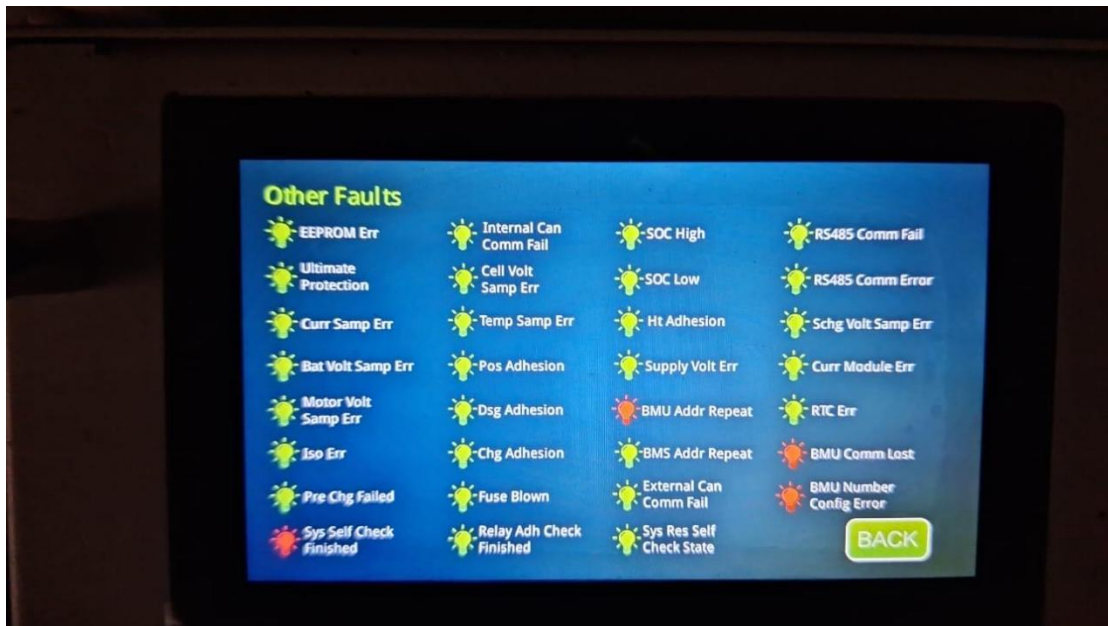 Other Faults
EEPROM Err
Internal Can
Comm Fail
SOC High
RS485 Comm Fail
Ultimate
Protection
Cell Volt
Samp Err
SOC Low
RS485 Comm Error
Curr Samp Err
Temp Samp Err
Ht Adhesion
Schg Volt Samp Err
Bat Volt Samp Err
Pos Adhesion
Supply Volt Err
Curr Module Err
Motor Volt
Samp Err
Dsg Adhesion
BMU Addr Repeat
RTC Err
Iso Err
Chg Adhesion
BMS Addr Repeat
BMU Comm Lost
Pre Chg Failed
Fuse Blown
External Can
Comm Fail
BMU Number
Config Error
Sys Self Check
Finished
Relay Adh Check
Finished
Sys Res Self
Check State
BACK